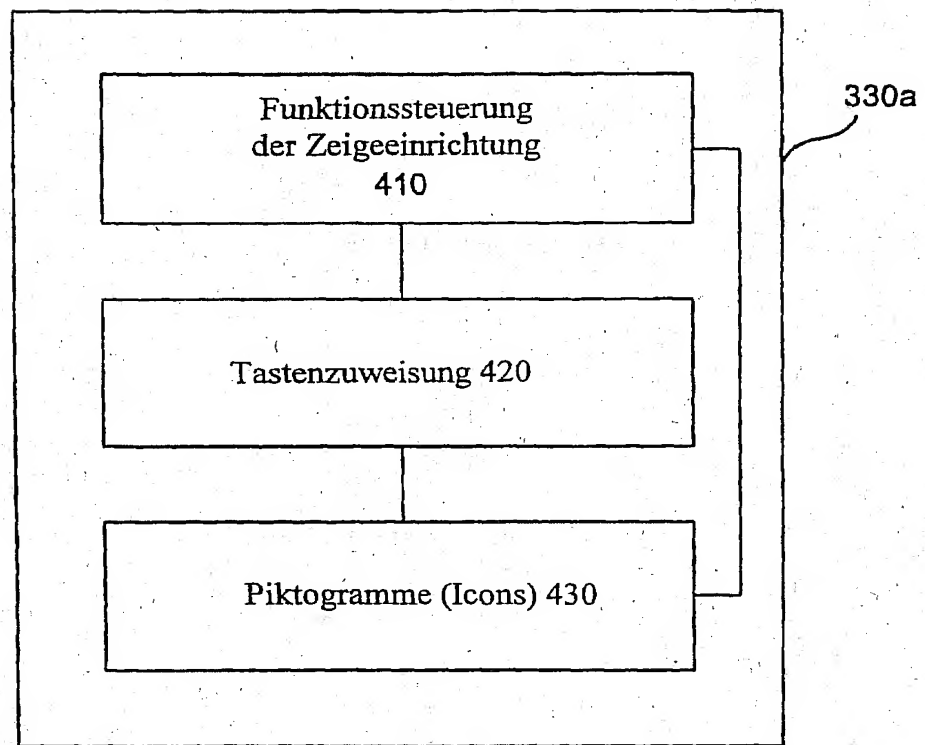 Funktionssteuerung
der Zeigeeinrichtung
410
330a
Tastenzuweisung 420
Piktogramme (Icons) 430